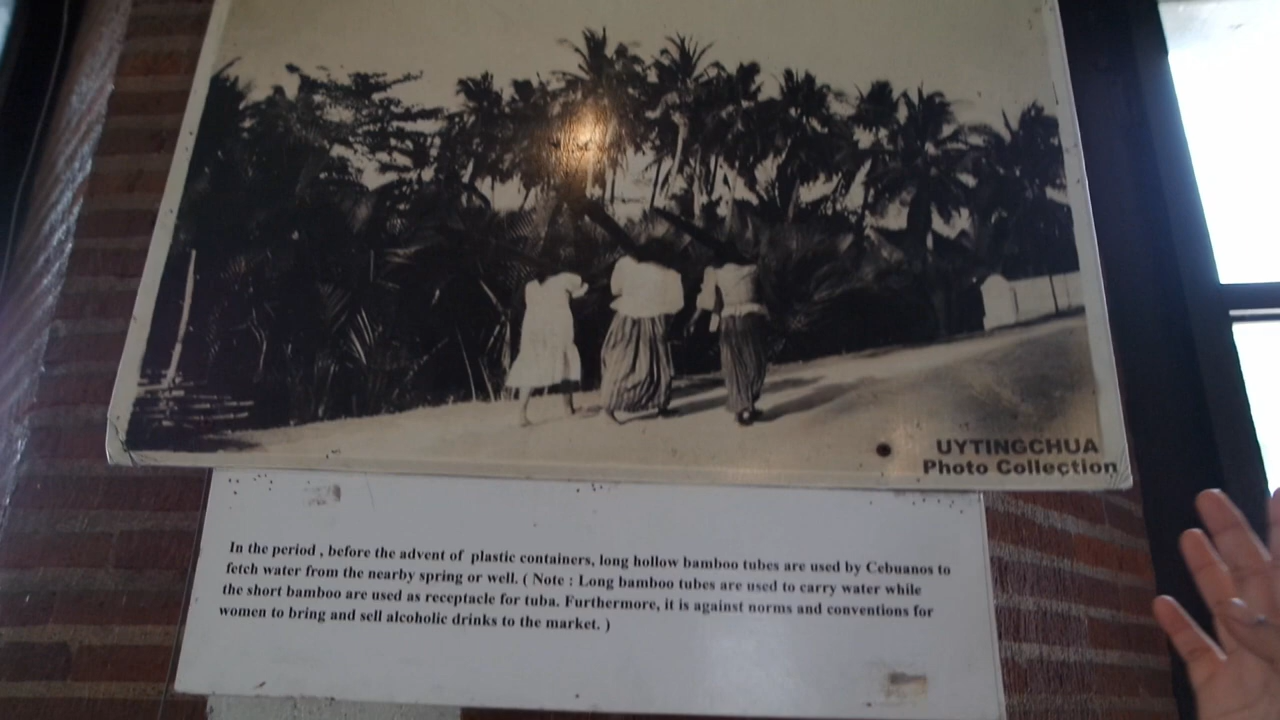 UYTINGCHUA
Photo Collection
In the period , before the advent of plastic containers, long hollow bamboo tubes are used by Cebuanos to
fetch water from the nearby spring or well. ( Note : Long bamboo tubes are used to carry water while
the short bamboo are used as receptacle for tuba. Furthermore, it is against norms and conventions for
women to bring and sell alcoholic drinks to the market. )